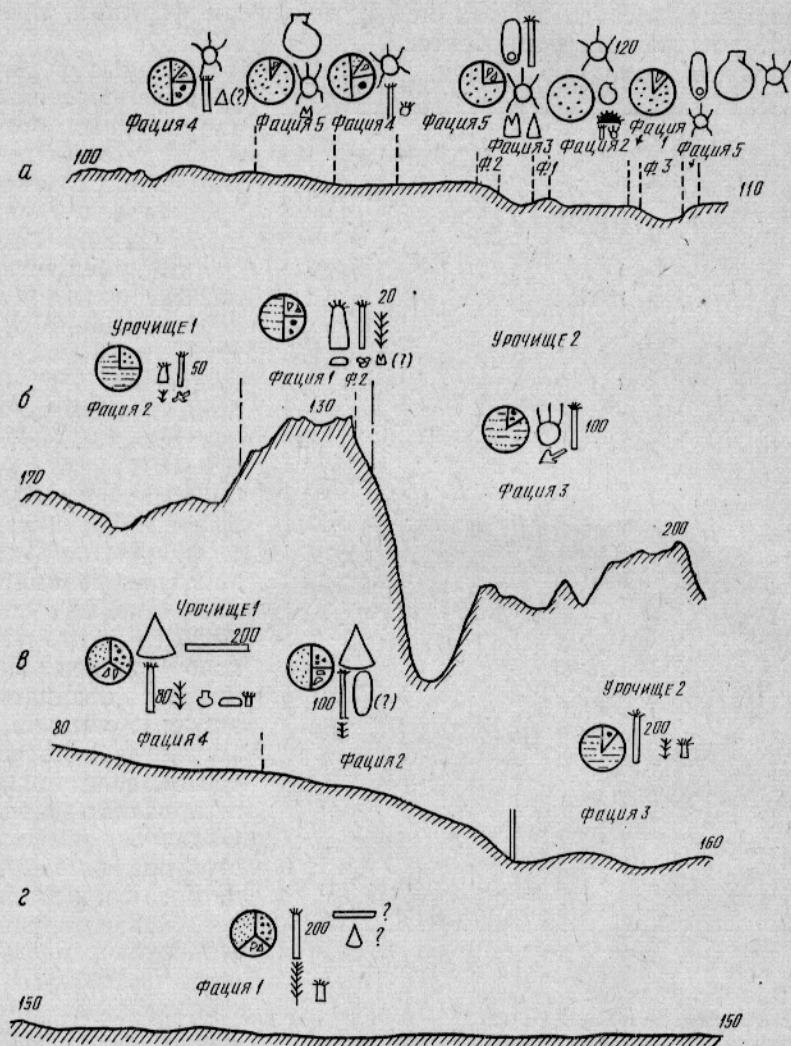 120
Δ(?)
Фация 4 Фация 5 Фация 4 Фация 5 Фация 3 Фация 2 Фация 1 Фация 5
Ф.2 Ф1 Ф.3
а 100 110
20
Урочище 1 Урочище 2
50 (?)
Фация 2 Фация 1 Ф.2
б 130 100
170 Фация 3
200
Урочище 1
в 200
80 100 (?) Урочище 2
200
80 Фация 4 Фация 2
Фация 3
160
г
200 ?
?
Фация 1
150 150